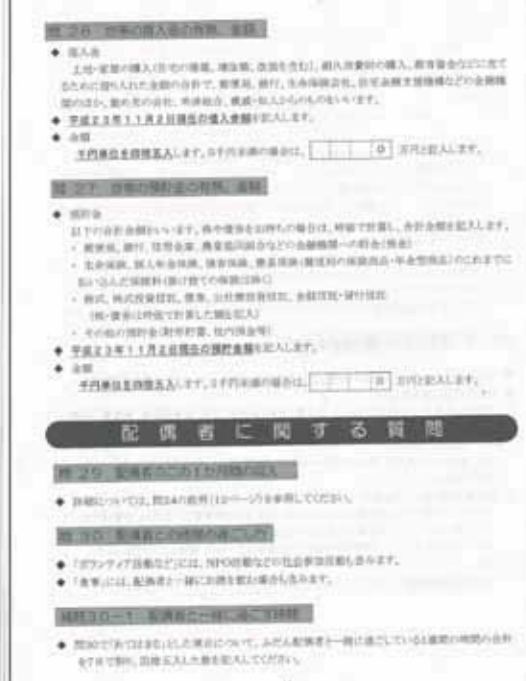 問26 世帯の借入金の有無、金額
◆ 借入金
土地・家屋の購入(住宅の増築、増改築、改築を含む)、耐久消費財の購入、教育資金などに充て
るために借り入れた金額の合計で、郵便局、銀行、生命保険会社、住宅金融支援機構などの金融機
関のほか、勤め先の会社、共済組合、親戚・知人からのものをいいます。
◆ 平成23年11月2日現在の借入金額を記入します。
◆ 金額
千円単位を四捨五入します。5千円未満の場合は、 0 万円と記入します。
問27 世帯の預貯金の有無、金額
◆ 預貯金
以下の合計金額をいいます。株や債券をお持ちの場合は、時価で計算し、合計金額を記入します。
・ 郵便局、銀行、信用金庫、農業協同組合などの金融機関への貯金(預金)
・ 生命保険、個人年金保険、損害保険、簡易保険(郵便局の保険商品・年金型商品)のこれまでに
払い込んだ保険料(掛け捨ての保険は除く)
・ 株式、株式投資信託、債券、公社債投資信託、金銭信託・貸付信託
(株・債券は時価で計算した額を記入)
・ その他の預貯金(財形貯蓄、社内預金等)
◆ 平成23年11月2日現在の預貯金額を記入します。
◆ 金額
千円単位を四捨五入します。5千円未満の場合は、 0 万円と記入します。
配偶者に関する質問
問29 配偶者のこの1か月間の収入
◆ 詳細については、問24の説明(12ページ)を参照してください。
問30 配偶者との時間の過ごし方
◆ 「ボランティア活動など」には、NPO活動などの社会参加活動も含みます。
◆ 「食事」には、配偶者と一緒にお酒を飲む場合も含みます。
補問30-1 配偶者と一緒に過ごす時間
◆ 問30で「あてはまる」とした項目について、ふだん配偶者と一緒に過ごしている1週間の時間の合計
を7日で割り、四捨五入した数を記入してください。